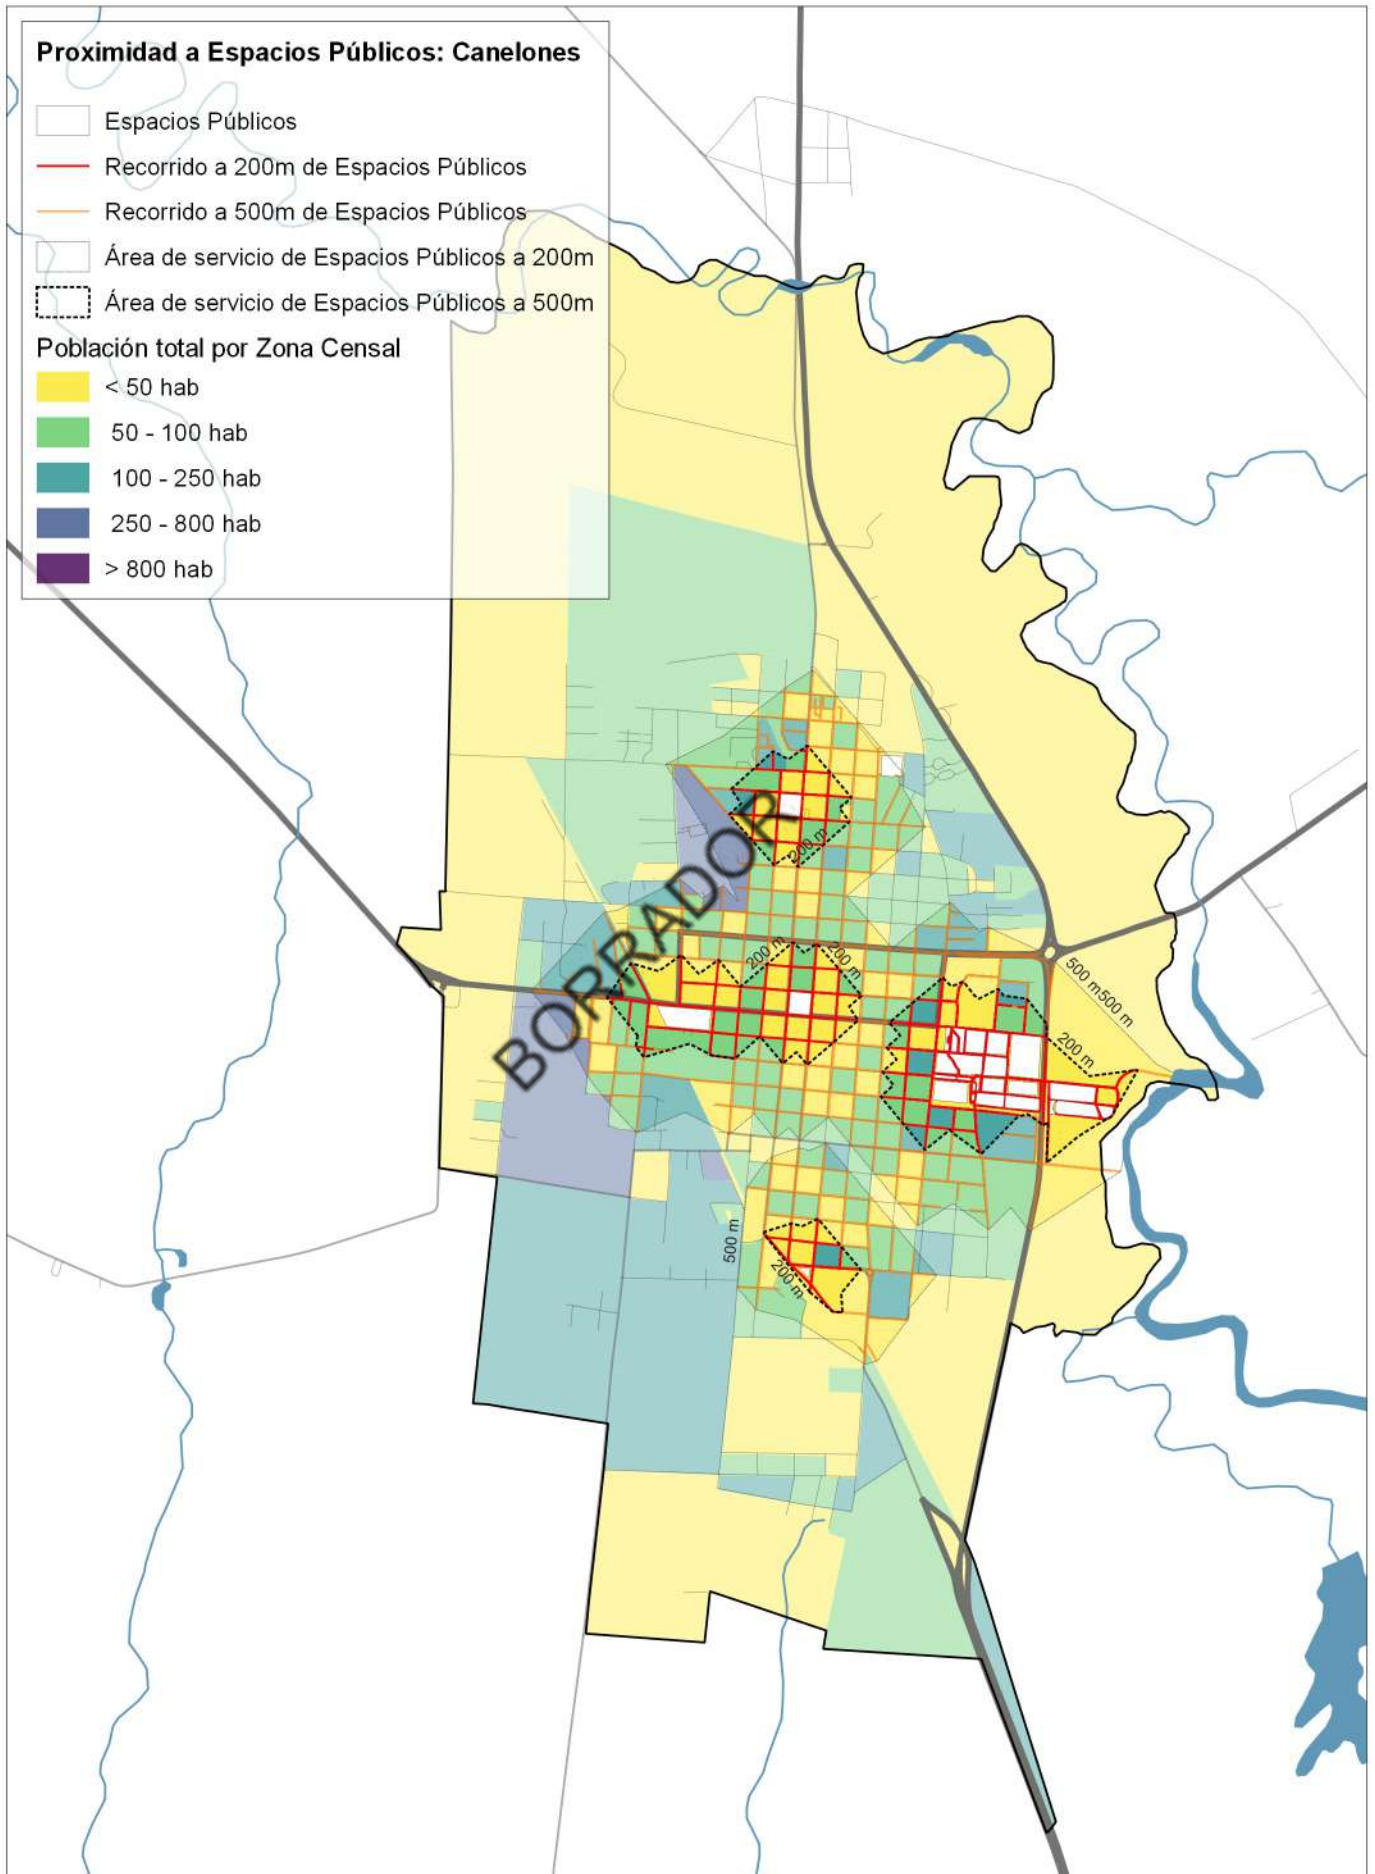 Proximidad a Espacios Públicos: Canelones
Espacios Públicos
Recorrido a 200m de Espacios Públicos
Recorrido a 500m de Espacios Públicos
Área de servicio de Espacios Públicos a 200m
Área de servicio de Espacios Públicos a 500m
Población total por Zona Censal
< 50 hab
50 - 100 hab
100 - 250 hab
250 - 800 hab
> 800 hab
200 m
BORRADOR
200 m
200 m
500 m
500 m
200 m
500 m
200 m